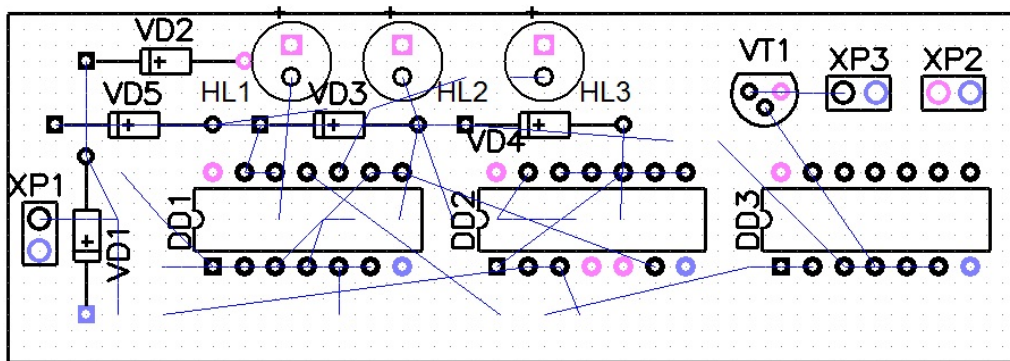 VD2
VT1
XP3
XP2
VD5
HL1
VD3
HL2
HL3
VD4
XP1
VD1
DD1
DD2
DD3